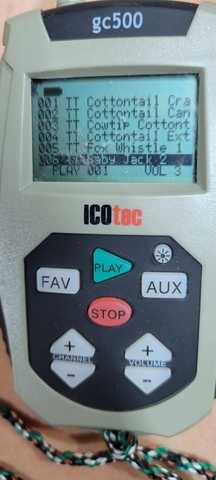 gc500
001 TT Cottontail Cra
002 TT Cottontail Can
003 TT Cowtip Cottont
004 TT Cottontail Ext
005 TT Fox Whistle 1
006 Baby Jack 2
PLAY 001 VOL 3
ICOtec
PLAY
FAV
AUX
STOP
+ +
CHANNEL VOLUME
- -